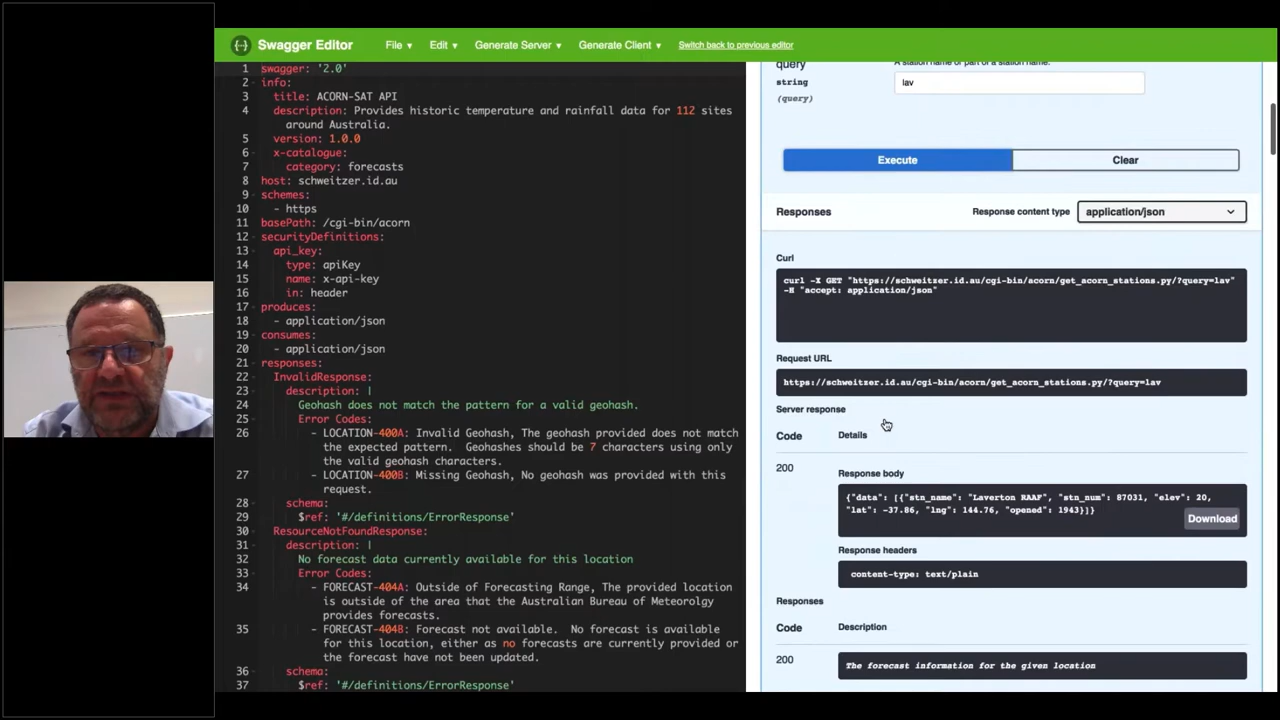 Swagger Editor
File
Edit
Generate Server
Generate Client
Switch back to previous editor
1 swagger: '2.0'
2 info:
3 title: ACORN-SAT API
4 description: Provides historic temperature and rainfall data for 112 sites
around Australia.
5 version: 1.0.0
6 x-catalogue:
7 category: forecasts
8 host: schweitzer.id.au
9 schemes:
10 - https
11 basePath: /cgi-bin/acorn
12 securityDefinitions:
13 api_key:
14 type: apiKey
15 name: x-api-key
16 in: header
17 produces:
18 - application/json
19 consumes:
20 - application/json
21 responses:
22 InvalidResponse:
23 description: |
24 Geohash does not match the pattern for a valid geohash.
25 Error Codes:
26 - LOCATION-400A: Invalid Geohash, The geohash provided does not match
the expected pattern. Geohashes should be 7 characters using only
the valid geohash characters.
27 - LOCATION-400B: Missing Geohash, No geohash was provided with this
request.
28 schema:
29 $ref: '#/definitions/ErrorResponse'
30 ResourceNotFoundResponse:
31 description: |
32 No forecast data currently available for this location
33 Error Codes:
34 - FORECAST-404A: Outside of Forecasting Range, The provided location
is outside of the area that the Australian Bureau of Meteorolgy
provides forecasts.
35 - FORECAST-404B: Forecast not available. No forecast is available
for this location, either as no forecasts are currently provided or
the forecast have not been updated.
36 schema:
37 $ref: '#/definitions/ErrorResponse'
query
A station name or part of a station name.
string
(query)
lav
Execute
Clear
Responses
Response content type
application/json
Curl
curl -X GET "https://schweitzer.id.au/cgi-bin/acorn/get_acorn_stations.py/?query=lav"
-H "accept: application/json"
Request URL
https://schweitzer.id.au/cgi-bin/acorn/get_acorn_stations.py/?query=lav
Server response
Code
Details
200
Response body
{"data": [{"stn_name": "Laverton RAAF", "stn_num": 87031, "elev": 20,
"lat": -37.86, "lng": 144.76, "opened": 1943}]}
Download
Response headers
content-type: text/plain
Responses
Code
Description
200
The forecast information for the given location